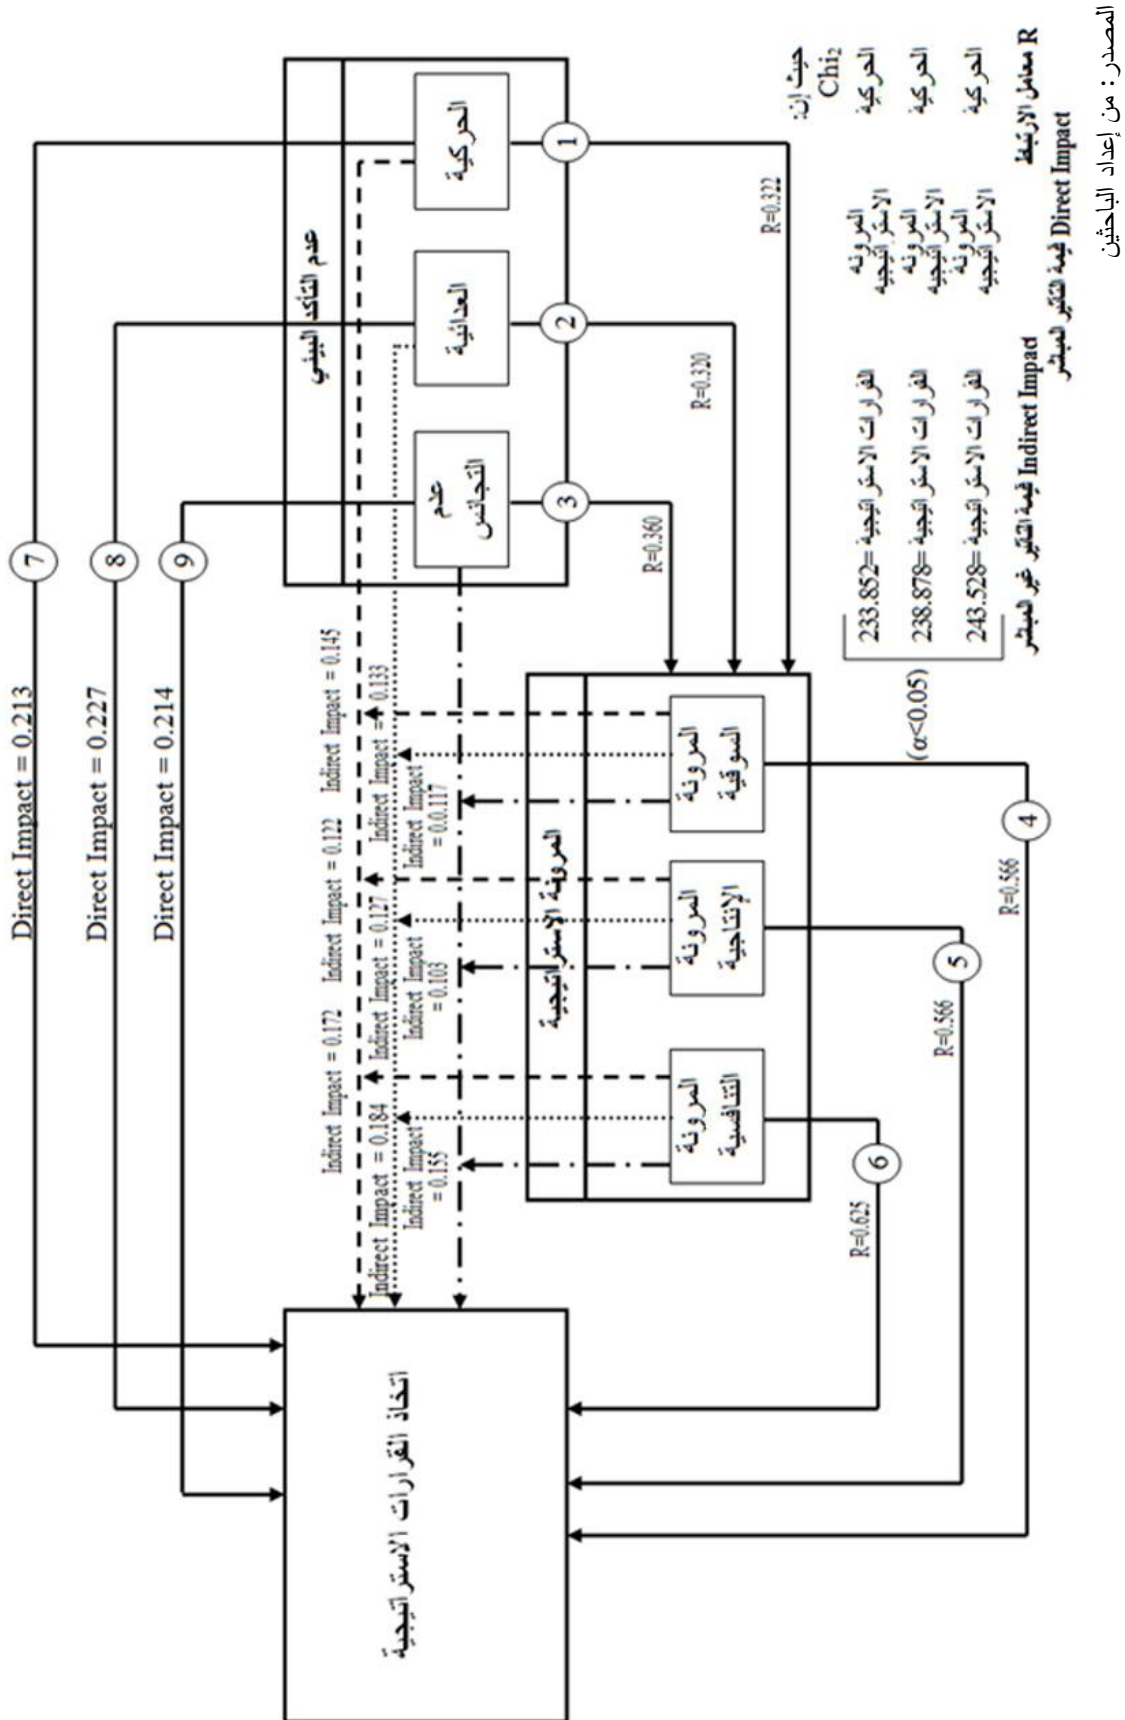 Direct Impact = 0.213
Direct Impact = 0.227
Direct Impact = 0.214
7
8
9
عدم التأكد البيئي
الحركية
العدائية
عدم
التجانس
1
2
3
R=0.322
R=0.320
R=0.360
Indirect Impact = 0.145
Indirect Impact = 0.133
Indirect Impact
= 0.0.117
Indirect Impact = 0.122
Indirect Impact = 0.127
Indirect Impact
= 0.103
Indirect Impact = 0.172
Indirect Impact = 0.184
Indirect Impact
= 0.155
المرونة الاستراتيجية
المرونة
السوقية
المرونة
الإنتاجية
المرونة
التنافسية
4
R=0.566
5
R=0.566
6
R=0.625
اتخاذ القرارات الاستراتيجية
حيث إن:
Chi2
الحركية المرونة الاستراتيجية القرارات الاستراتيجية =233.852
الحركية المرونة الاستراتيجية القرارات الاستراتيجية =238.878
الحركية المرونة الاستراتيجية القرارات الاستراتيجية =243.528
(α<0.05)
R معامل الارتبط
Indirect Impact قيمة التأثير غير المباشر
Direct Impact قيمة التأثير المباشر
المصدر: من إعداد الباحثين